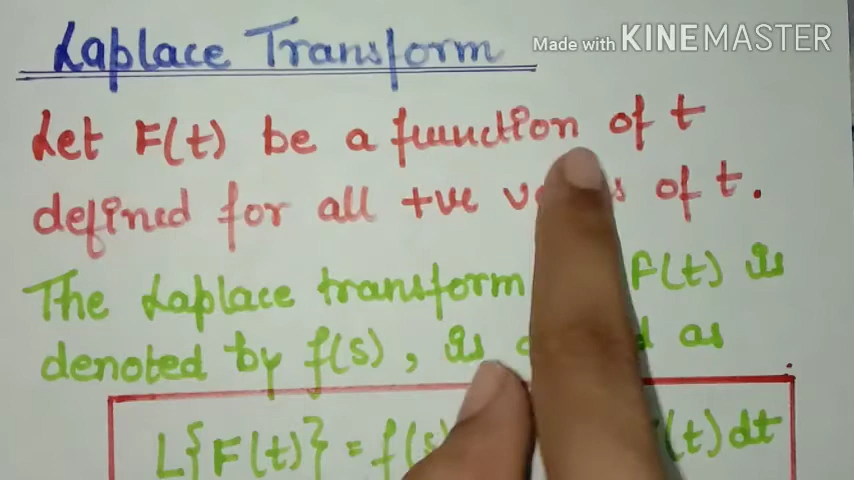 Laplace Transform
Made with KINEMASTER
Let F(t) be a function of t
defined for all +ve of t.
The Laplace transform F(t) is
denoted by f(s), is as
L{F(t)} = f(s) (t) dt